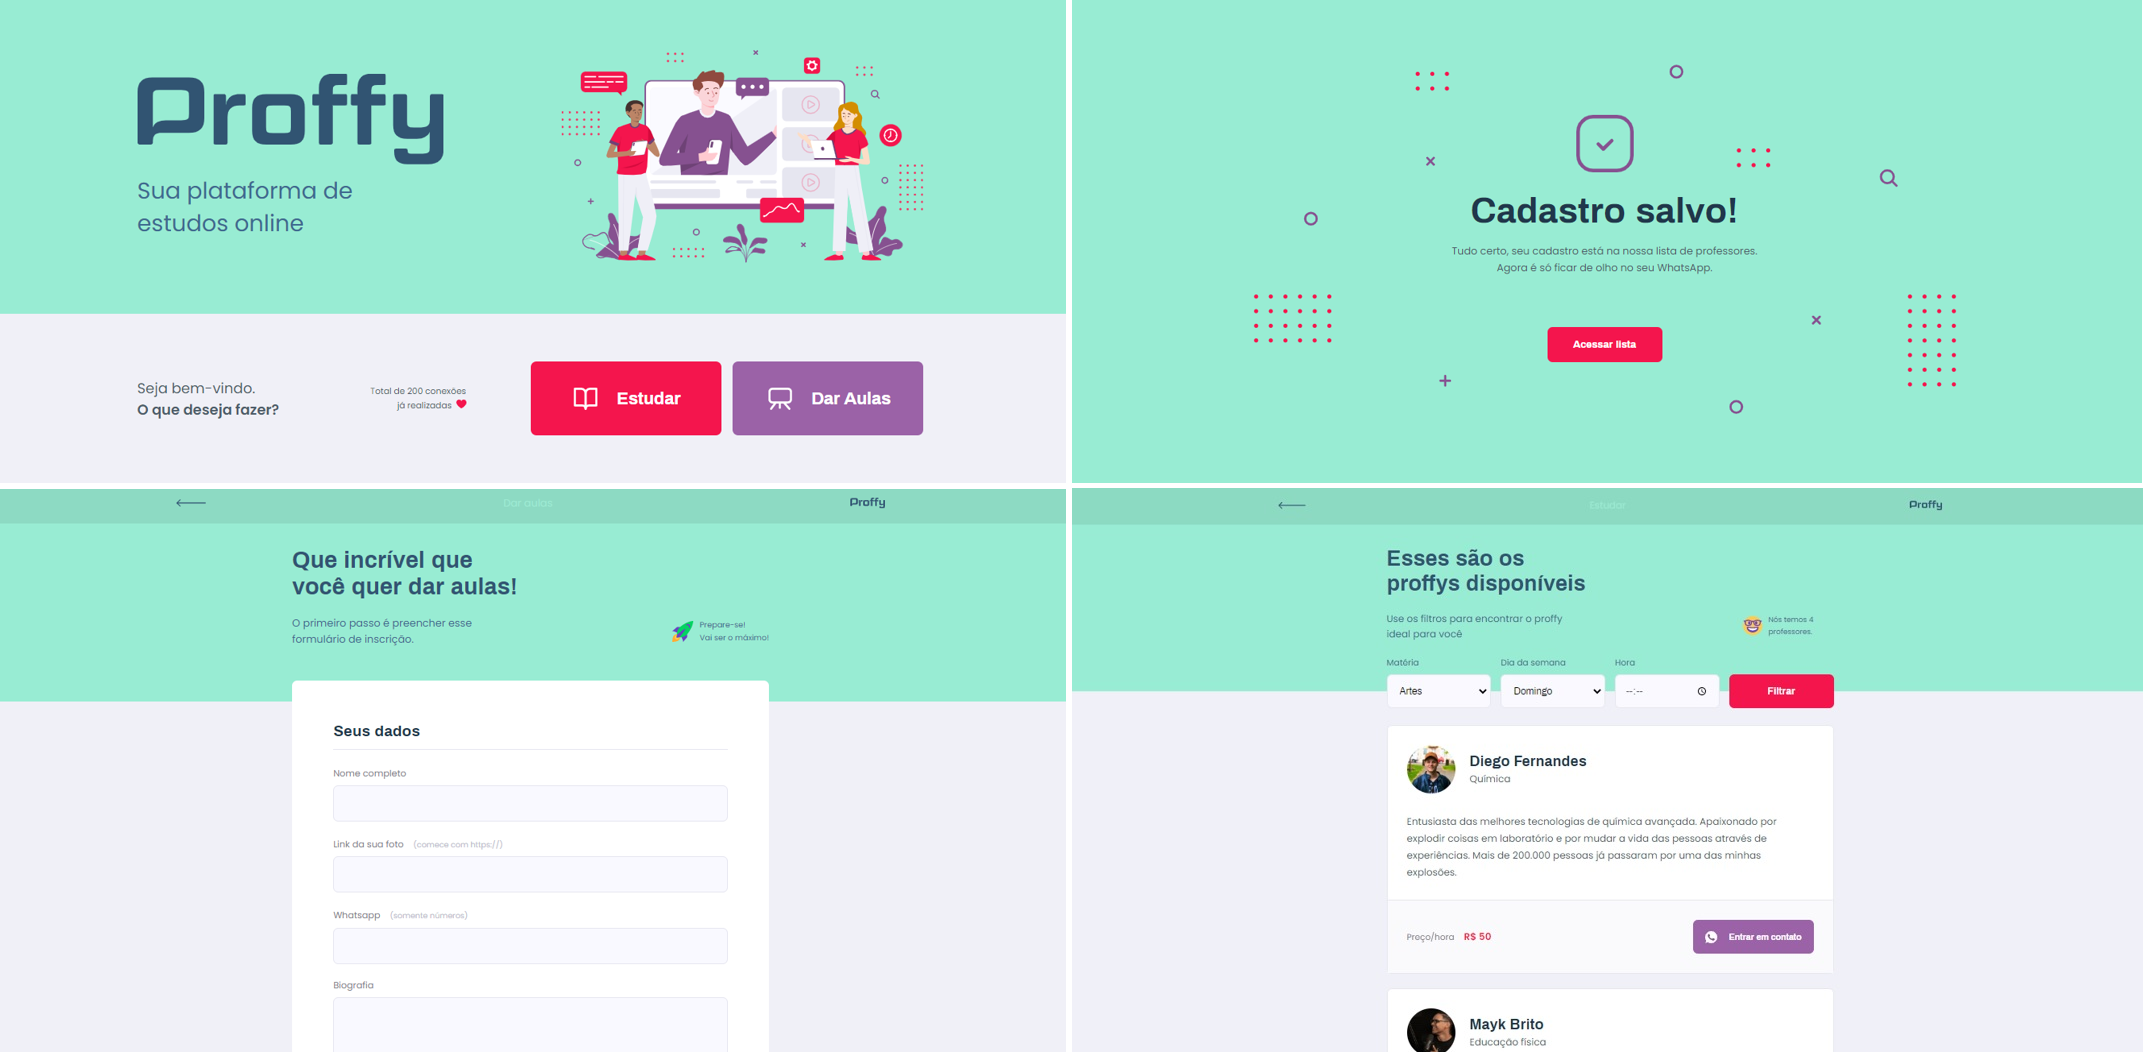 Proffy
Sua plataforma de
estudos online
Seja bem-vindo.
O que deseja fazer?
Total de 200 conexões
já realizadas
Estudar
Dar Aulas
Cadastro salvo!
Tudo certo, seu cadastro está na nossa lista de professores.
Agora é só ficar de olho no seu WhatsApp.
Acessar lista
Dar aulas
Proffy
Que incrível que
você quer dar aulas!
O primeiro passo é preencher esse
formulário de inscrição.
Prepare-se!
Vai ser o máximo!
Seus dados
Nome completo
Link da sua foto (comece com https://)
Whatsapp (somente números)
Biografia
Estudar
Proffy
Esses são os
proffys disponíveis
Use os filtros para encontrar o proffy
ideal para você
Nós temos 4
professores.
Matéria Dia da semana Hora
Artes Domingo --:-- Filtrar
Diego Fernandes
Química
Entusiasta das melhores tecnologias de química avançada. Apaixonado por
explodir coisas em laboratório e por mudar a vida das pessoas através de
experiências. Mais de 200.000 pessoas já passaram por uma das minhas
explosões.
Preço/hora R$ 50
Entrar em contato
Mayk Brito
Educação física